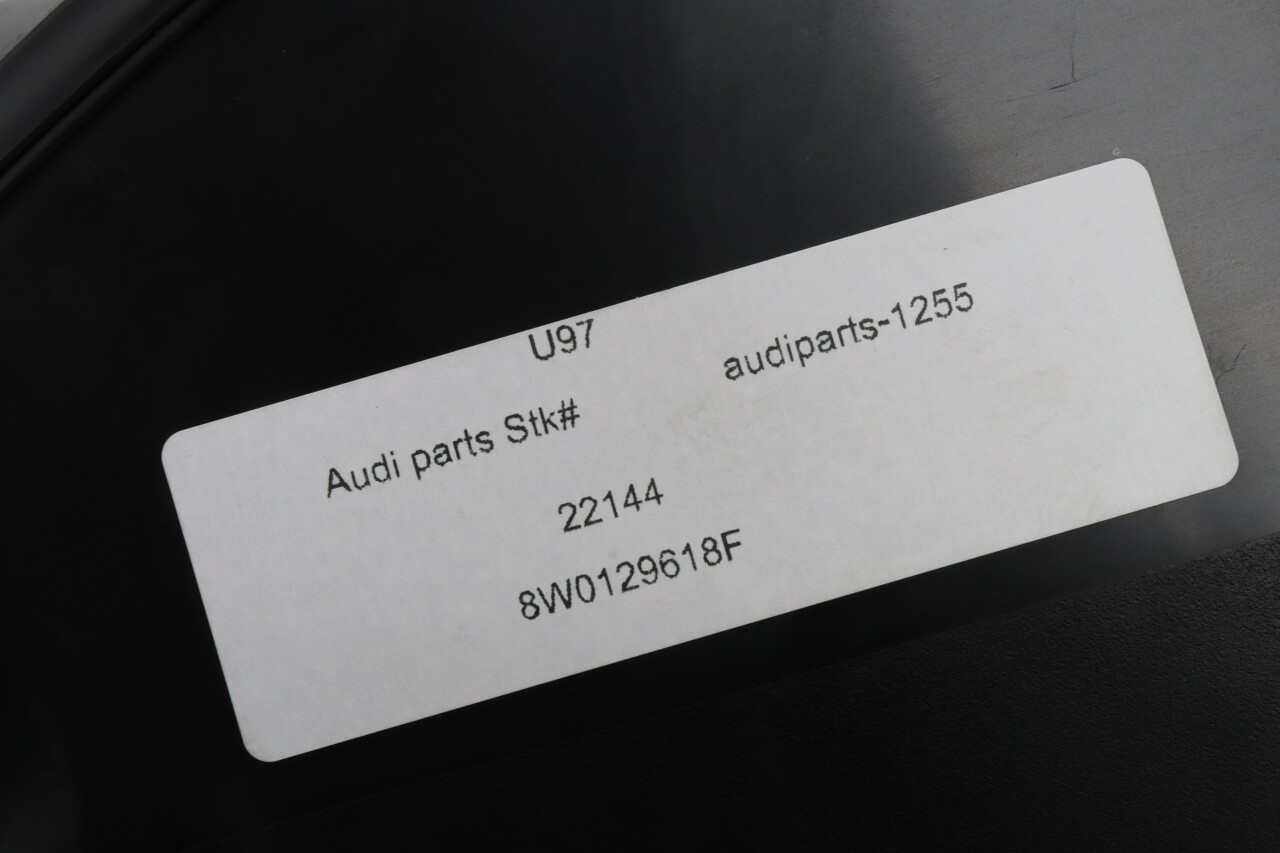 U97
audiparts-1255
Audi parts Stk#
22144
8W0129618F